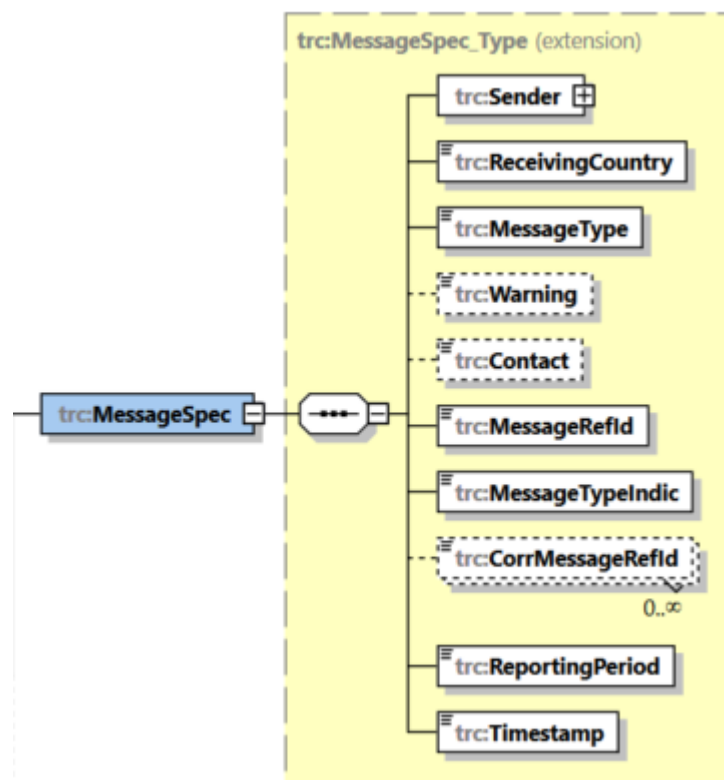 trc:MessageSpec_Type (extension)
trc:Sender
trc:ReceivingCountry
trc:MessageType
trc:Warning
trc:Contact
trc:MessageSpec
trc:MessageRefId
trc:MessageTypeIndic
trc:CorrMessageRefId
0..∞
trc:ReportingPeriod
trc:Timestamp